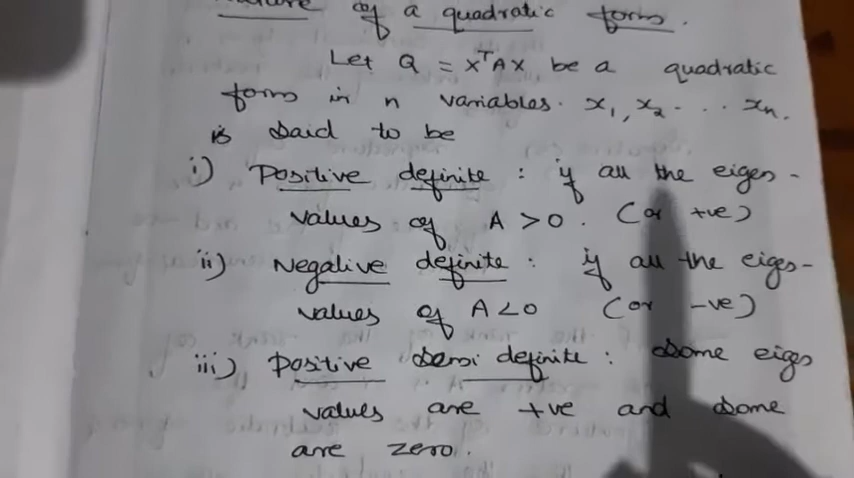 of a quadratic form.
Let Q = XᵀAX be a quadratic
form in n variables. x₁, x₂ ... xₙ.
is said to be
i) Positive definite : if all the eigen-
values of A > 0. (or +ve)
ii) Negative definite : if all the eigen-
values of A < 0 (or -ve)
iii) Positive semi definite : some eigen
values are +ve and some
are zero.